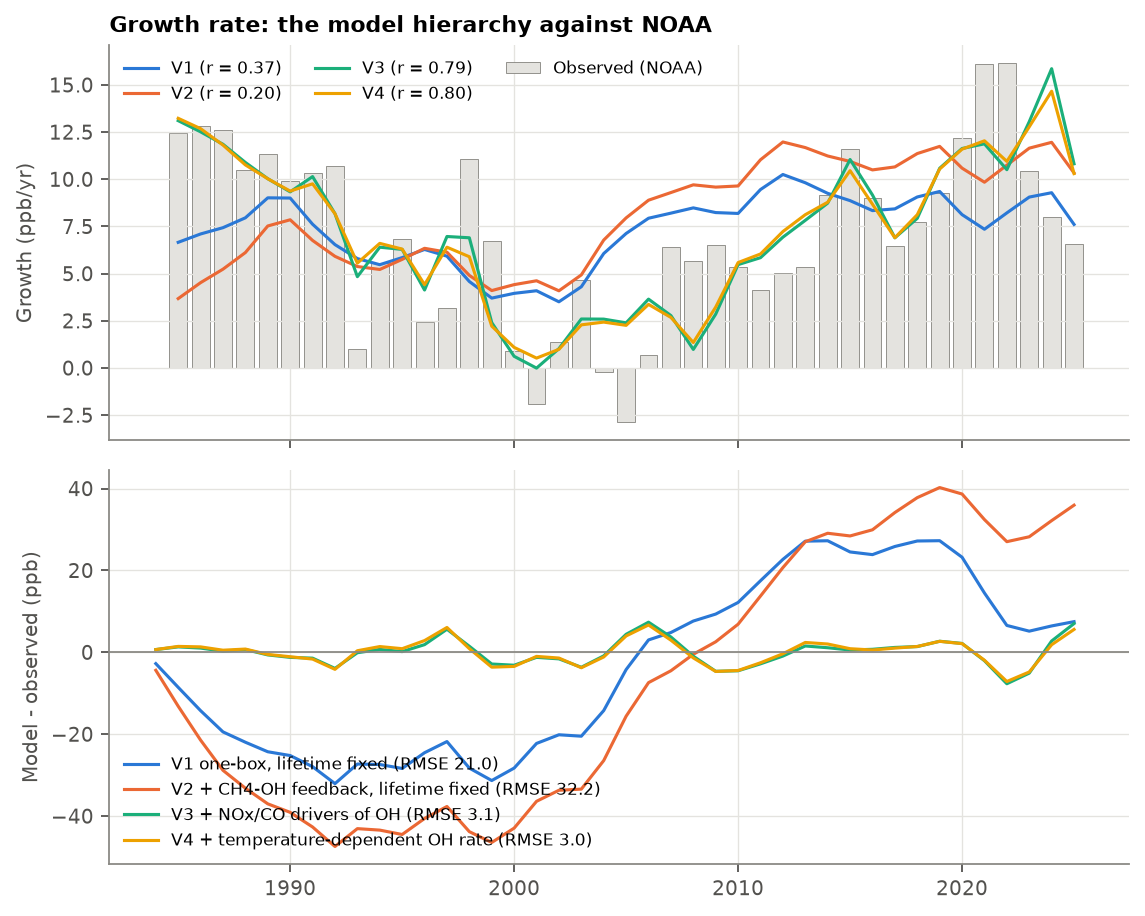 Growth rate: the model hierarchy against NOAA
V1 (r = 0.37)
V2 (r = 0.20)
V3 (r = 0.79)
V4 (r = 0.80)
Observed (NOAA)
Growth (ppb/yr)
15.0
12.5
10.0
7.5
5.0
2.5
0.0
−2.5
Model - observed (ppb)
40
20
0
−20
−40
V1 one-box, lifetime fixed (RMSE 21.0)
V2 + CH4-OH feedback, lifetime fixed (RMSE 32.2)
V3 + NOx/CO drivers of OH (RMSE 3.1)
V4 + temperature-dependent OH rate (RMSE 3.0)
1990
2000
2010
2020